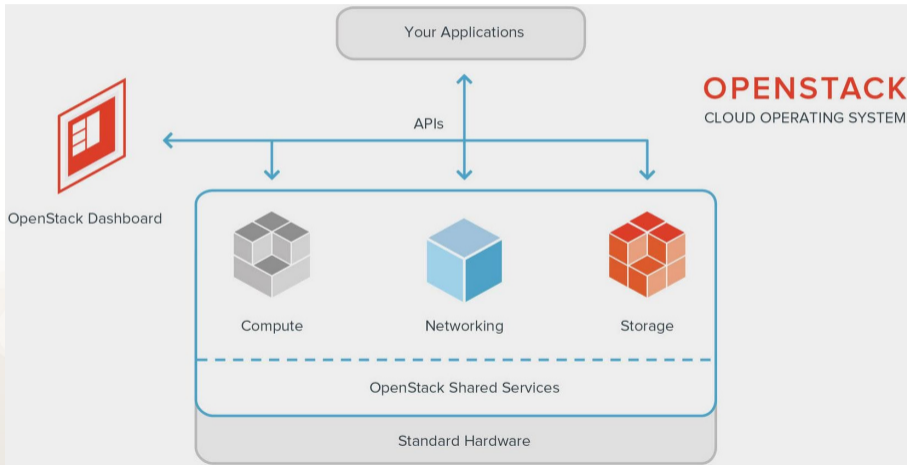 Your Applications
OPENSTACK
CLOUD OPERATING SYSTEM
APIs
OpenStack Dashboard
Compute
Networking
Storage
OpenStack Shared Services
Standard Hardware